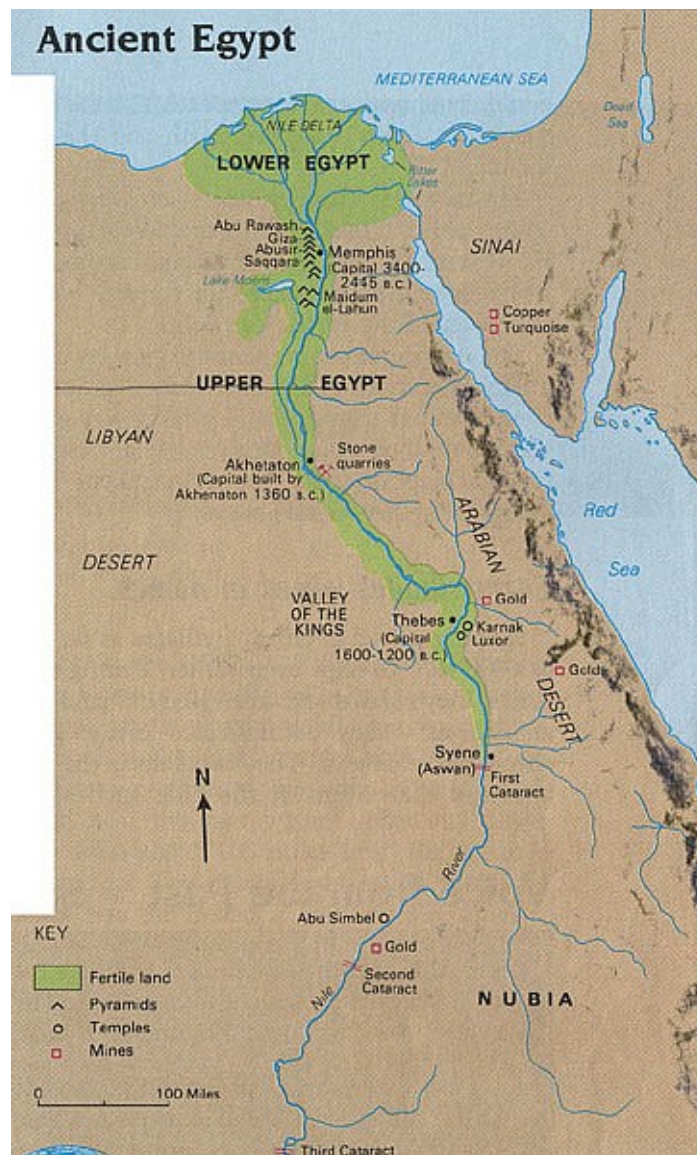 Ancient Egypt
MEDITERRANEAN SEA
Dead
Sea
NILE DELTA
LOWER EGYPT
Bitter
Lakes
Abu Rawash
Giza
Abusir
Saqqara
Memphis
(Capital 3400-
2445 B.C.)
SINAI
Lake Moeris
Maidum
el-Lahun
Copper
Turquoise
UPPER EGYPT
LIBYAN
DESERT
Akhetaton
(Capital built by
Akhenaton 1360 B.C.)
Stone
quarries
ARABIAN
DESERT
Red
Sea
VALLEY
OF THE
KINGS
Gold
Thebes
(Capital
1600-1200 B.C.)
Karnak
Luxor
Gold
Syene
(Aswan)
First
Cataract
N
Nile River
Abu Simbel
Gold
Second
Cataract
NUBIA
KEY
Fertile land
Pyramids
Temples
Mines
0 100 Miles
Third Cataract